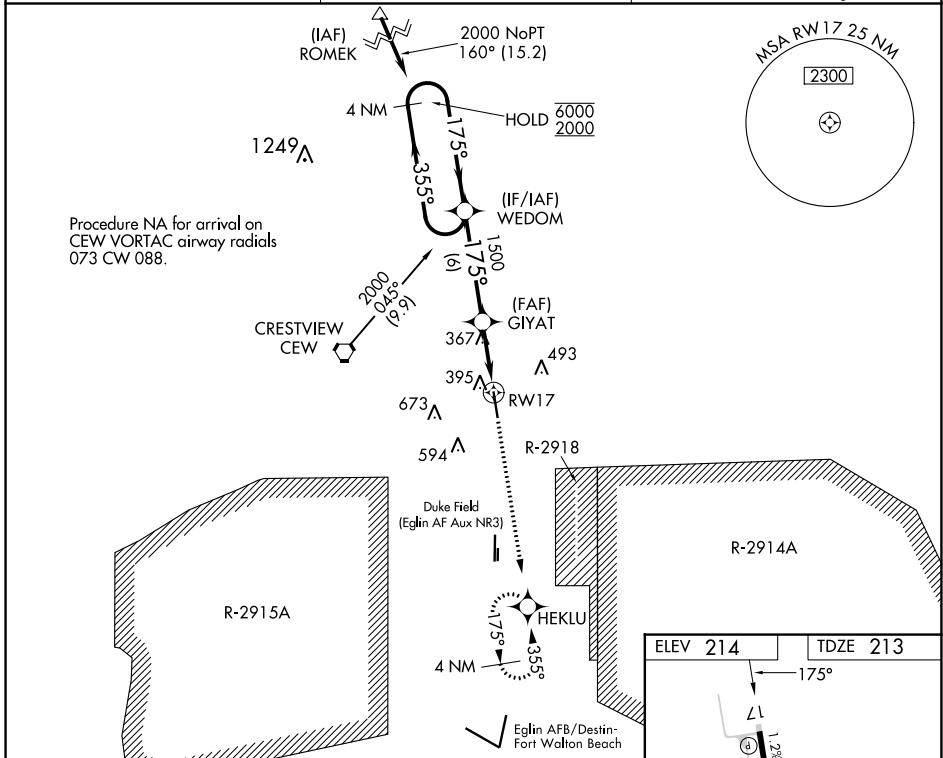 (IAF)
ROMEK
2000 NoPT
160° (15.2)
MSA RW17 25 NM
2300
4 NM
HOLD
6000
2000
175°
355°
1249
(IF/IAF)
WEDOM
Procedure NA for arrival on
CEW VORTAC airway radials
073 CW 088.
1500
175°
(6)
2000
045°
(9.9)
(FAF)
GIYAT
CRESTVIEW
CEW
367
493
395
RW17
673
594
R-2918
Duke Field
(Eglin AF Aux NR3)
R-2914A
R-2915A
HEKLU
175°
355°
4 NM
Eglin AFB/Destin-
Fort Walton Beach
ELEV 214
TDZE 213
175°
17
P
1.2%